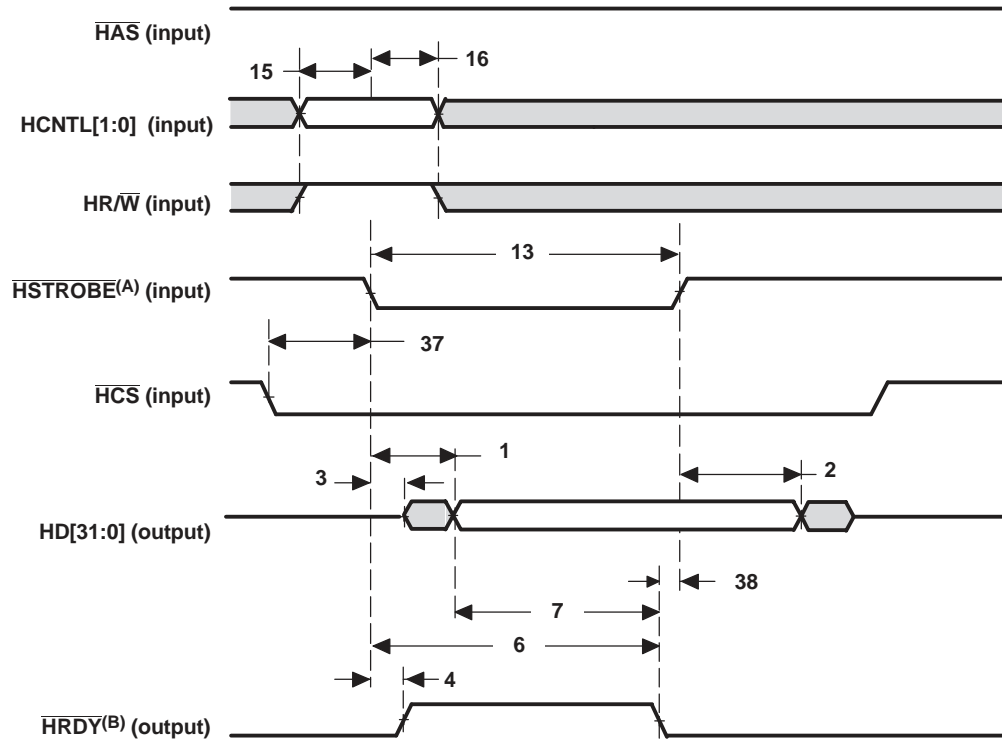 HAS (input)
15
16
HCNTL[1:0] (input)
HR/W (input)
13
HSTROBE(A) (input)
37
HCS (input)
1
3
2
HD[31:0] (output)
38
7
6
4
HRDY(B) (output)